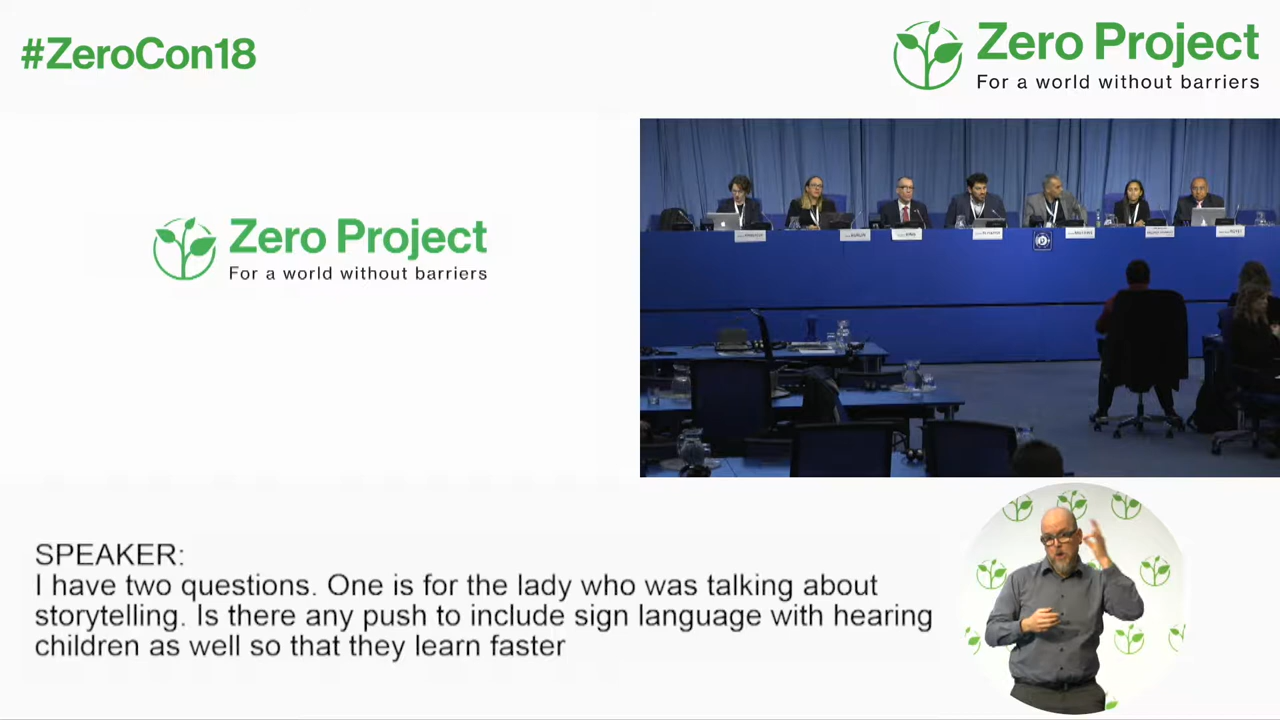 #ZeroCon18
Zero Project
For a world without barriers
Zero Project
For a world without barriers
SPEAKER:
I have two questions. One is for the lady who was talking about
storytelling. Is there any push to include sign language with hearing
children as well so that they learn faster